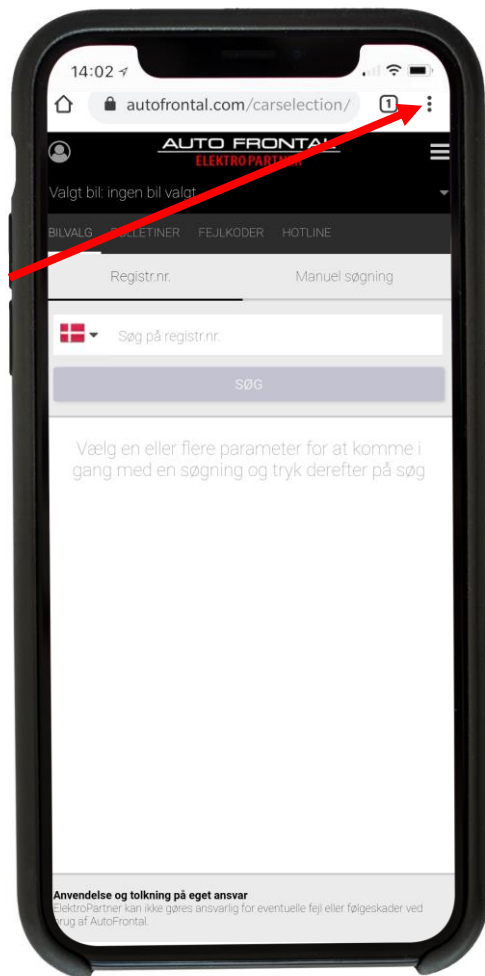 14:02
autofrontal.com/carselection/
1
AUTO FRONTAL
ELEKTROPARTNER
Valgt bil: ingen bil valgt
BILVALG BULLETINER FEJLKODER HOTLINE
Registr.nr. Manuel søgning
Søg på registr.nr.
SØG
Vælg en eller flere parameter for at komme i
gang med en søgning og tryk derefter på søg
Anvendelse og tolkning på eget ansvar
ElektroPartner kan ikke gøres ansvarlig for eventuelle fejl eller følgeskader ved
brug af AutoFrontal.